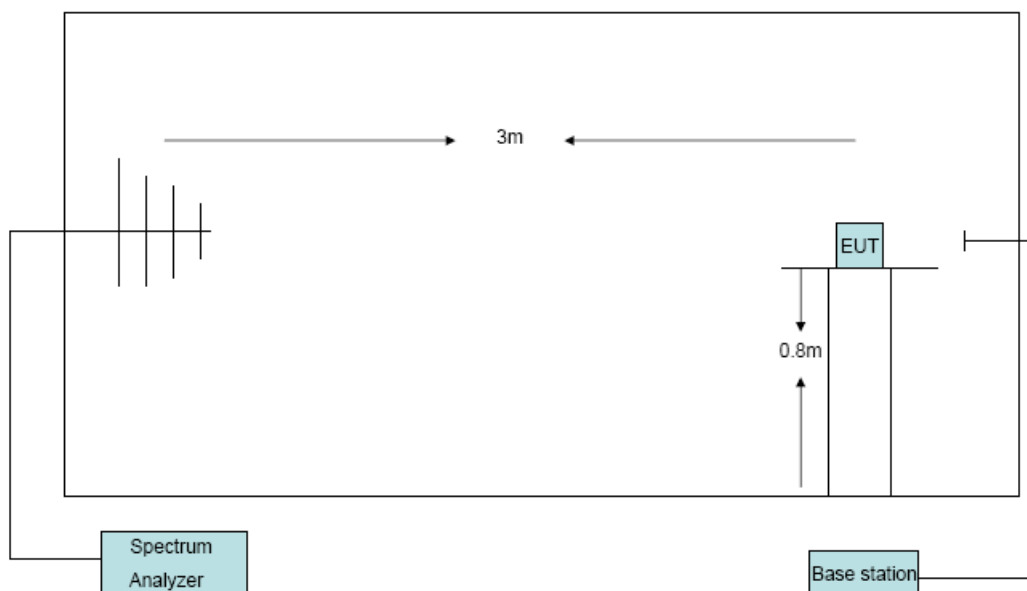 3m
EUT
0.8m
Spectrum
Analyzer
Base station